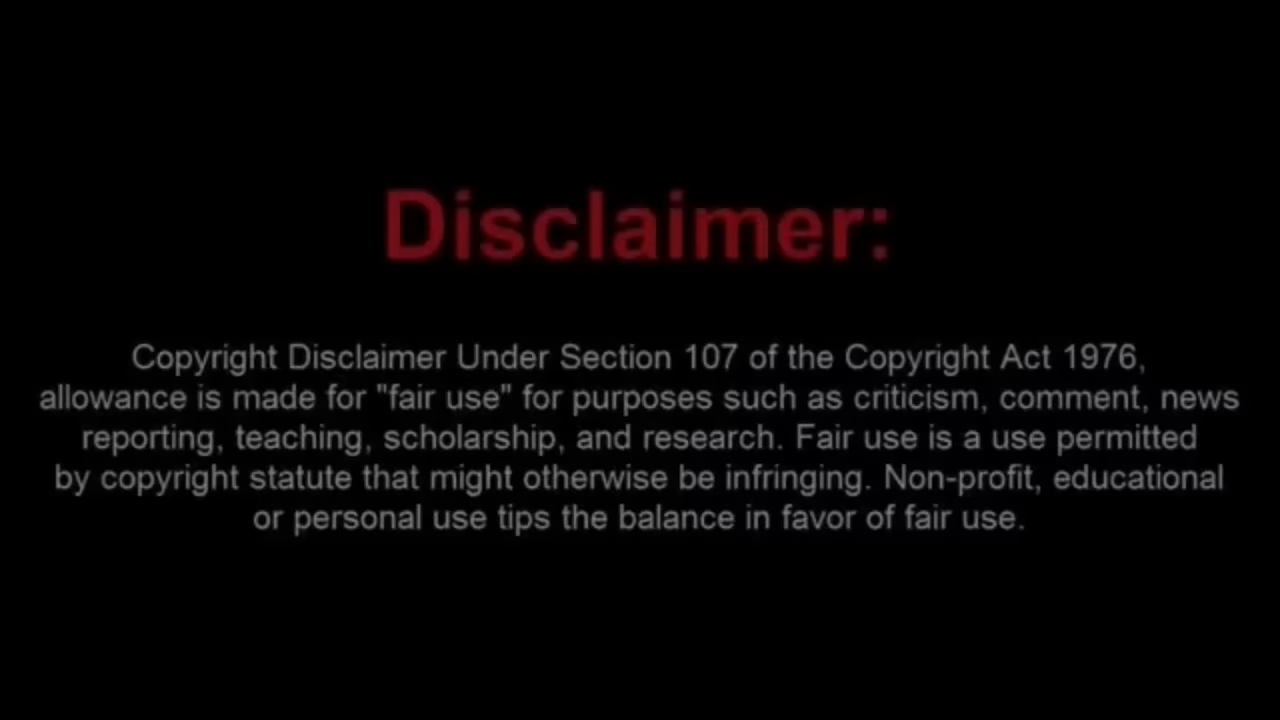 Disclaimer:
Copyright Disclaimer Under Section 107 of the Copyright Act 1976,
allowance is made for "fair use" for purposes such as criticism, comment, news
reporting, teaching, scholarship, and research. Fair use is a use permitted
by copyright statute that might otherwise be infringing. Non-profit, educational
or personal use tips the balance in favor of fair use.